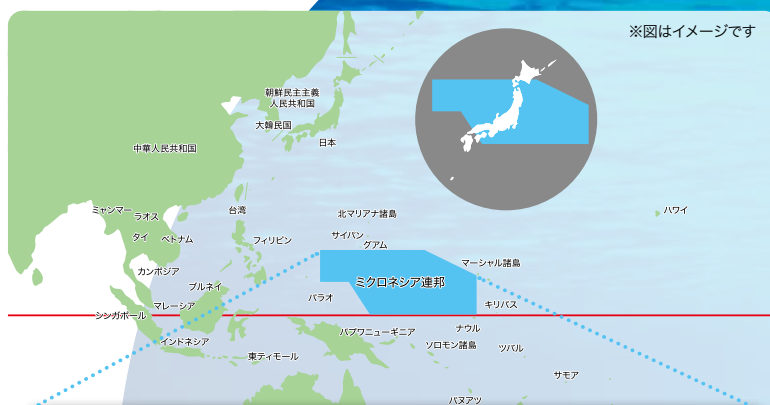 ※図はイメージです
朝鮮民主主義
人民共和国
大韓民国
日本
中華人民共和国
ミャンマー
ラオス
台湾
北マリアナ諸島
ハワイ
タイ
ベトナム
フィリピン
サイパン
グアム
カンボジア
マーシャル諸島
ブルネイ
ミクロネシア連邦
マレーシア
パラオ
キリバス
シンガポール
パプワニューギニア
ナウル
インドネシア
ソロモン諸島
ツバル
東ティモール
サモア
バヌアツ